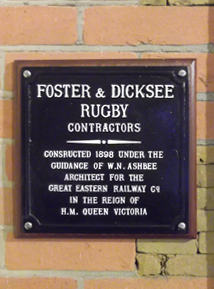 FOSTER & DICKSEE
RUGBY
CONTRACTORS
CONSRUCTED 1898 UNDER THE
GUIDANCE OF W.N. ASHBEE
ARCHITECT FOR THE
GREAT EASTERN RAILWAY Co
IN THE REIGN OF
H.M. QUEEN VICTORIA